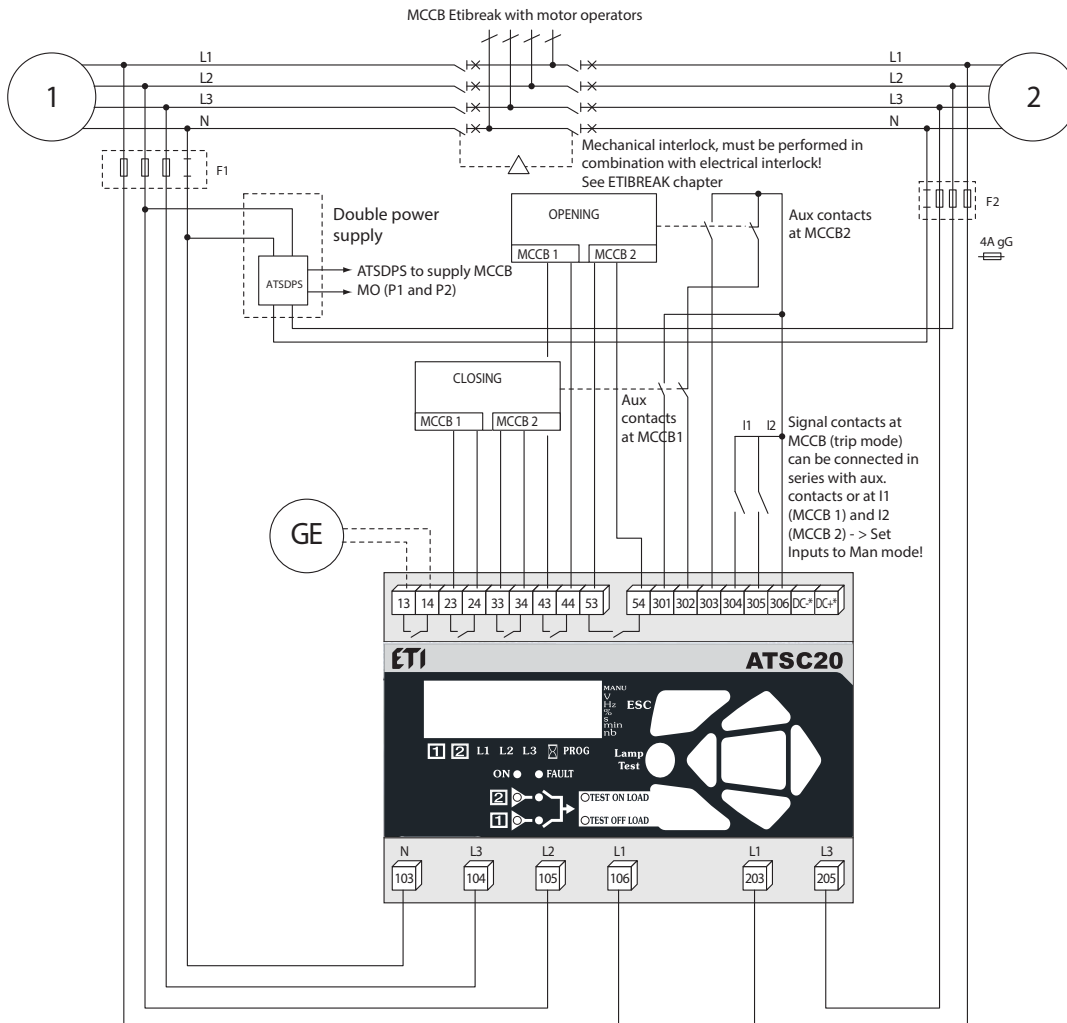 MCCB Etibreak with motor operators
L1 L1
L2 L2
L3 L3
N N
1
2
F1
Mechanical interlock, must be performed in
combination with electrical interlock!
See ETIBREAK chapter
F2
4A gG
Double power
supply
ATSDPS
ATSDPS to supply MCCB
MO (P1 and P2)
OPENING
MCCB 1 MCCB 2
Aux contacts
at MCCB2
CLOSING
MCCB 1 MCCB 2
Aux
contacts
at MCCB1
I1 I2
Signal contacts at
MCCB (trip mode)
can be connected in
series with aux.
contacts or at I1
(MCCB 1) and I2
(MCCB 2) - > Set
Inputs to Man mode!
GE
13 14 23 24 33 34 43 44 53 54 301 302 303 304 305 306 DC-* DC+*
ETI ATSC20
MANU
V
Hz
%
s
min
nb
ESC
1 2 L1 L2 L3 PROG
Lamp
Test
ON FAULT
2 TEST ON LOAD
1 TEST OFF LOAD
N L3 L2 L1 L1 L3
103 104 105 106 203 205